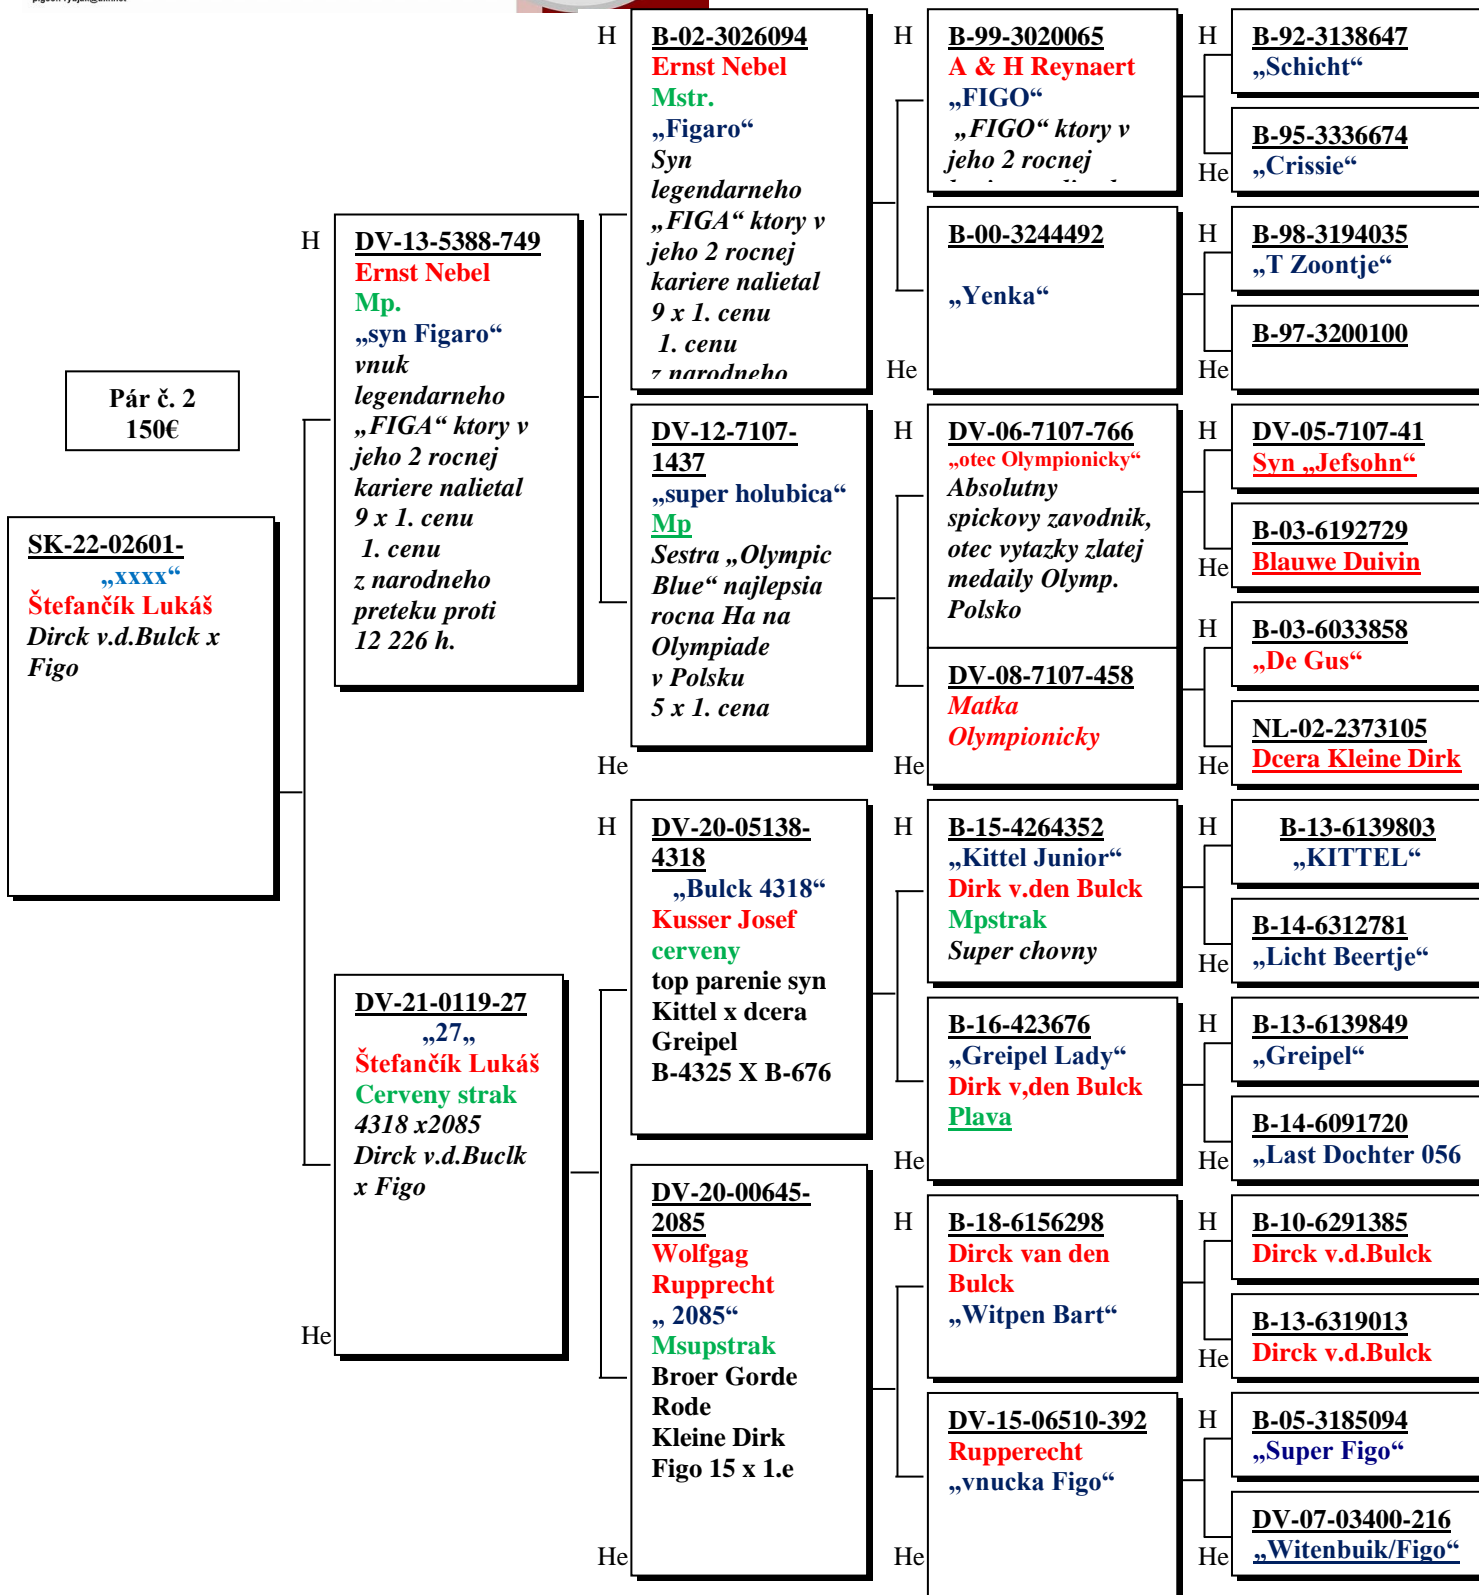 H
B-02-3026094
Ernst Nebel
Mstr.
„Figaro“
Syn
legendarneho
„FIGA“ ktory v
jeho 2 rocnej
kariere nalietal
9 x 1. cenu
1. cenu
z narodneho
H
B-99-3020065
A & H Reynaert
„FIGO“
„FIGO“ ktory v
jeho 2 rocnej
H
B-92-3138647
„Schicht“
He
B-95-3336674
„Crissie“
He
B-00-3244492
„Yenka“
H
B-98-3194035
„T Zoontje“
He
B-97-3200100
H
DV-13-5388-749
Ernst Nebel
Mp.
„syn Figaro“
vnuk
legendarneho
„FIGA“ ktory v
jeho 2 rocnej
kariere nalietal
9 x 1. cenu
1. cenu
z narodneho
preteku proti
12 226 h.
Pár č. 2
150€
He
DV-12-7107-
1437
„super holubica“
Mp
Sestra „Olympic
Blue“ najlepsia
rocna Ha na
Olympiade
v Polsku
5 x 1. cena
H
DV-06-7107-766
„otec Olympionicky“
Absolutny
spickovy zavodnik,
otec vytazky zlatej
medaily Olymp.
Polsko
H
DV-05-7107-41
Syn „Jefsohn“
He
B-03-6192729
Blauwe Duivin
He
DV-08-7107-458
Matka
Olympionicky
H
B-03-6033858
„De Gus“
He
NL-02-2373105
Dcera Kleine Dirk
SK-22-02601-
„xxxx“
Štefančík Lukáš
Dirck v.d.Bulck x
Figo
H
DV-20-05138-
4318
„Bulck 4318“
Kusser Josef
cerveny
top parenie syn
Kittel x dcera
Greipel
B-4325 X B-676
H
B-15-4264352
„Kittel Junior“
Dirk v.den Bulck
Mpstrak
Super chovny
H
B-13-6139803
„KITTEL“
He
B-14-6312781
„Licht Beertje“
He
B-16-423676
„Greipel Lady“
Dirk v,den Bulck
Plava
H
B-13-6139849
„Greipel“
He
B-14-6091720
„Last Dochter 056
He
DV-21-0119-27
„27„
Štefančík Lukáš
Cerveny strak
4318 x2085
Dirck v.d.Buclk
x Figo
He
DV-20-00645-
2085
Wolfgag
Rupprecht
„ 2085“
Msupstrak
Broer Gorde
Rode
Kleine Dirk
Figo 15 x 1.e
H
B-18-6156298
Dirck van den
Bulck
„Witpen Bart“
H
B-10-6291385
Dirck v.d.Bulck
He
B-13-6319013
Dirck v.d.Bulck
He
DV-15-06510-392
Rupperecht
„vnucka Figo“
H
B-05-3185094
„Super Figo“
He
DV-07-03400-216
„Witenbuik/Figo“